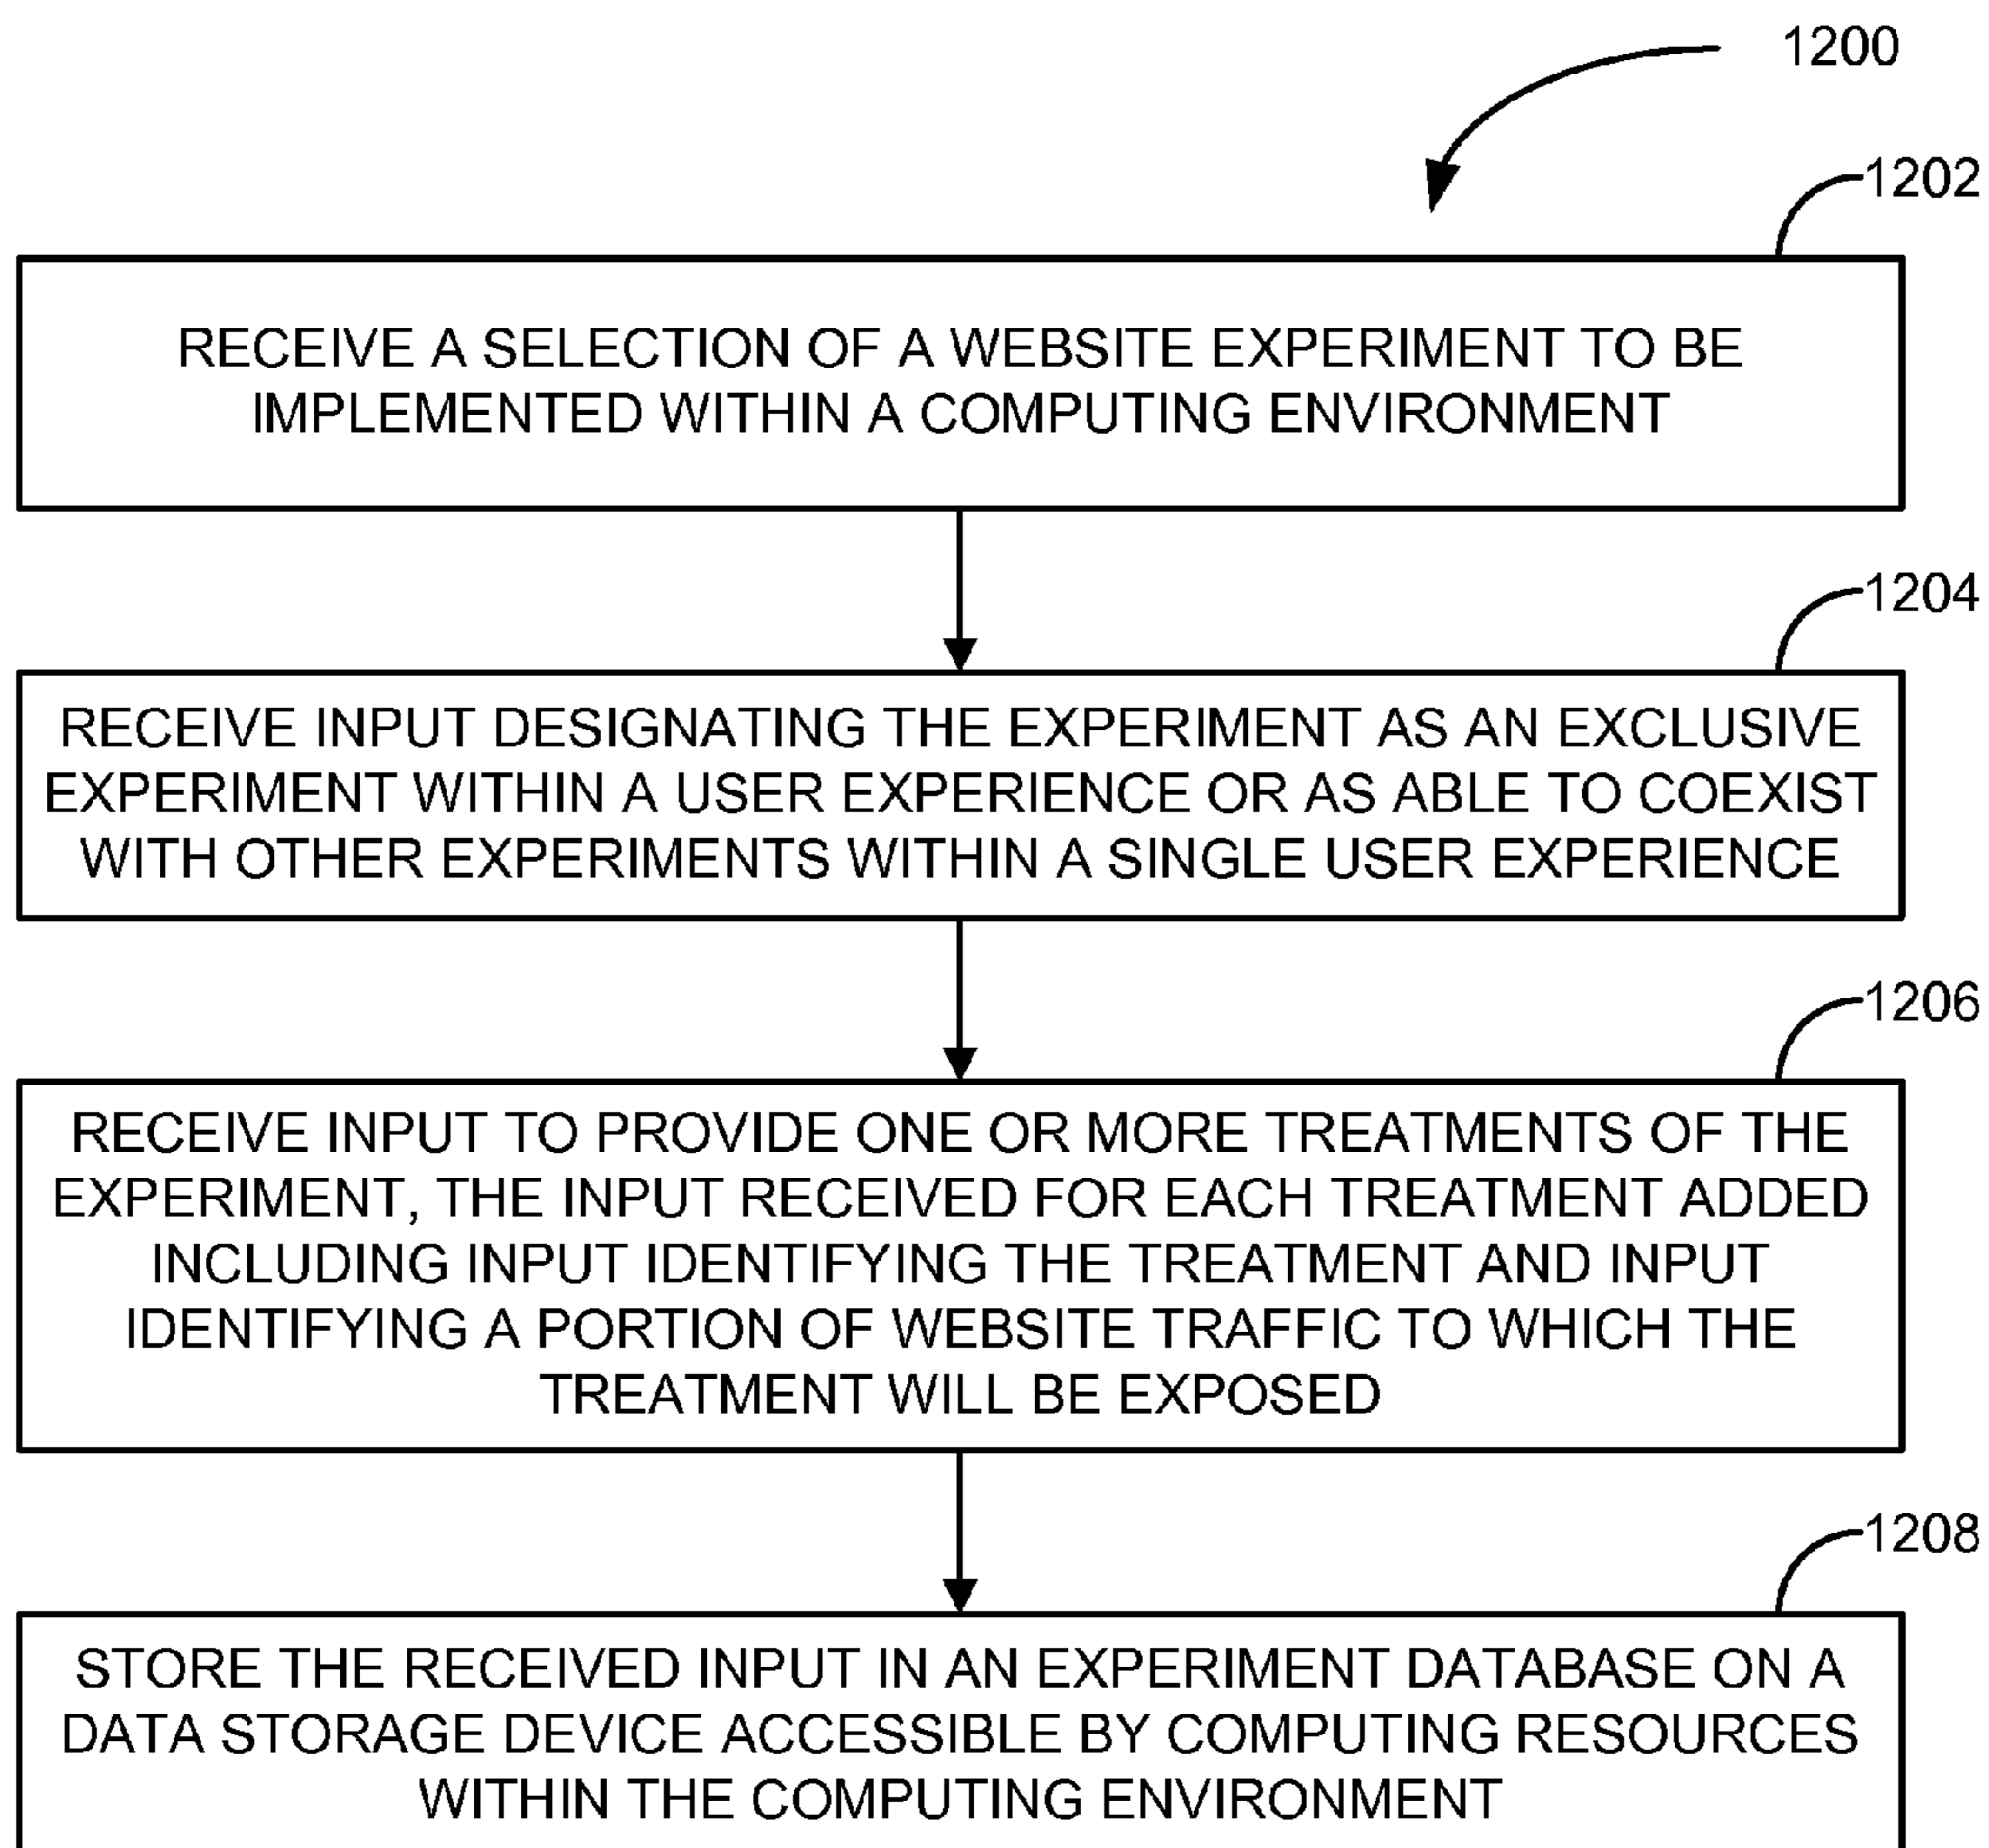 1200
1202
RECEIVE A SELECTION OF A WEBSITE EXPERIMENT TO BE
IMPLEMENTED WITHIN A COMPUTING ENVIRONMENT
1204
RECEIVE INPUT DESIGNATING THE EXPERIMENT AS AN EXCLUSIVE
EXPERIMENT WITHIN A USER EXPERIENCE OR AS ABLE TO COEXIST
WITH OTHER EXPERIMENTS WITHIN A SINGLE USER EXPERIENCE
1206
RECEIVE INPUT TO PROVIDE ONE OR MORE TREATMENTS OF THE
EXPERIMENT, THE INPUT RECEIVED FOR EACH TREATMENT ADDED
INCLUDING INPUT IDENTIFYING THE TREATMENT AND INPUT
IDENTIFYING A PORTION OF WEBSITE TRAFFIC TO WHICH THE
TREATMENT WILL BE EXPOSED
1208
STORE THE RECEIVED INPUT IN AN EXPERIMENT DATABASE ON A
DATA STORAGE DEVICE ACCESSIBLE BY COMPUTING RESOURCES
WITHIN THE COMPUTING ENVIRONMENT